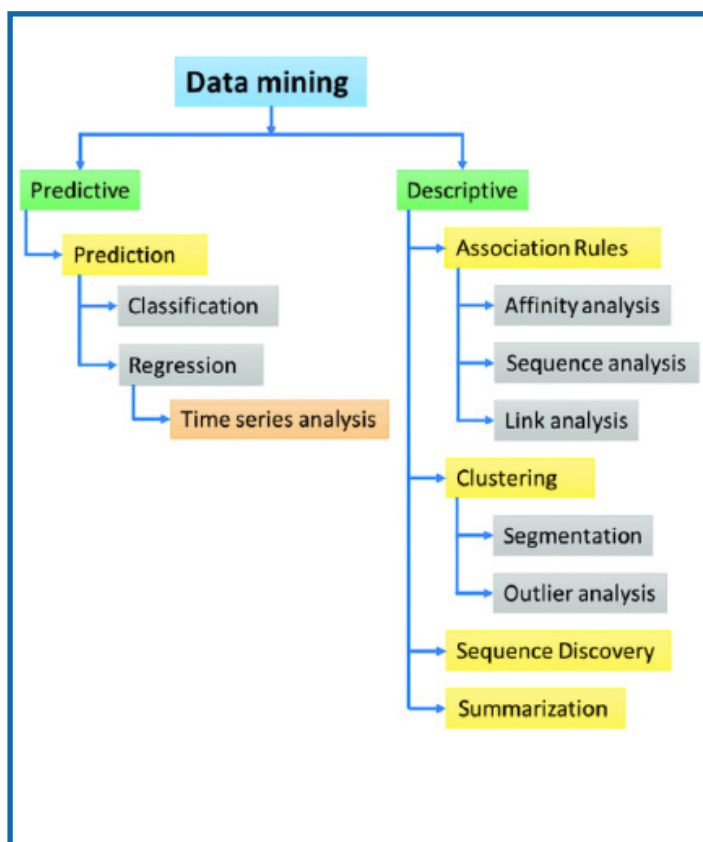 Data mining
Predictive
Prediction
Classification
Regression
Time series analysis
Descriptive
Association Rules
Affinity analysis
Sequence analysis
Link analysis
Clustering
Segmentation
Outlier analysis
Sequence Discovery
Summarization